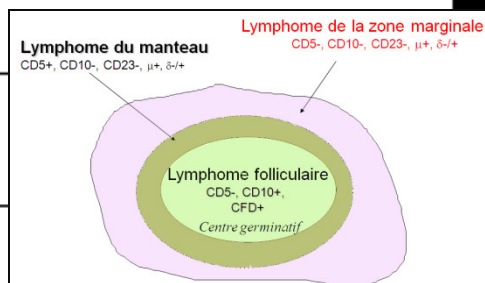 Lymphome de la zone marginale
CD5-, CD10-, CD23-, µ+, δ-/+
Lymphome du manteau
CD5+, CD10-, CD23-, µ+, δ-/+
Lymphome folliculaire
CD5-, CD10+,
CFD+
Centre germinatif